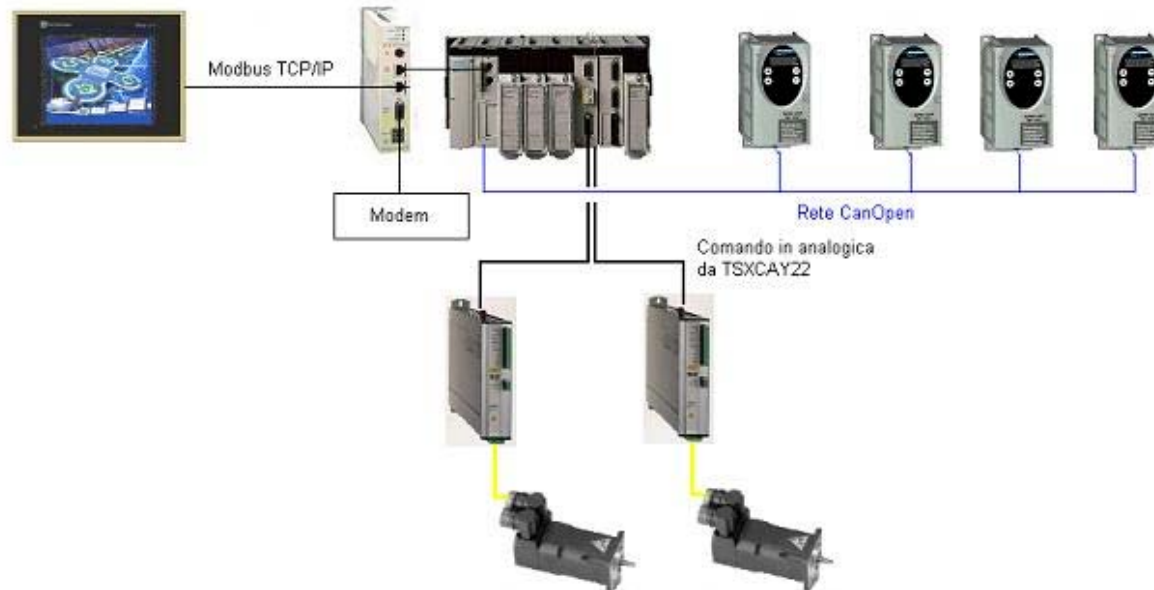 Modbus TCP/IP
Modem
Rete CanOpen
Comando in analogica
da TSXCAY22